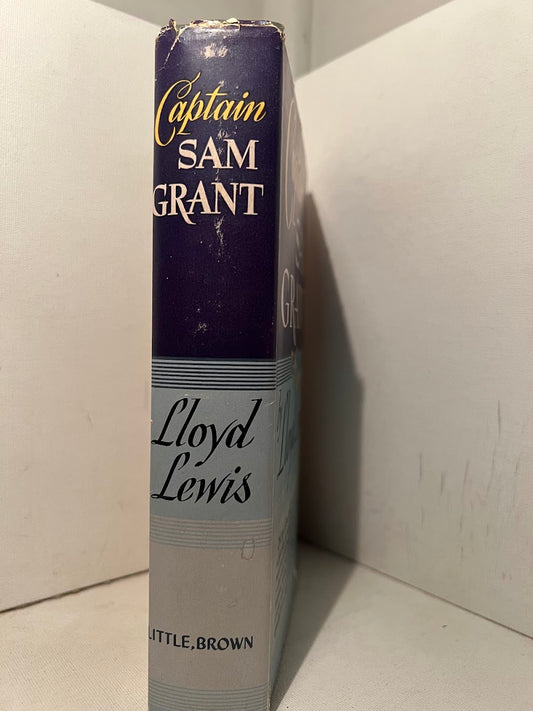 Captain
SAM
GRANT
Lloyd
Lewis
LITTLE, BROWN